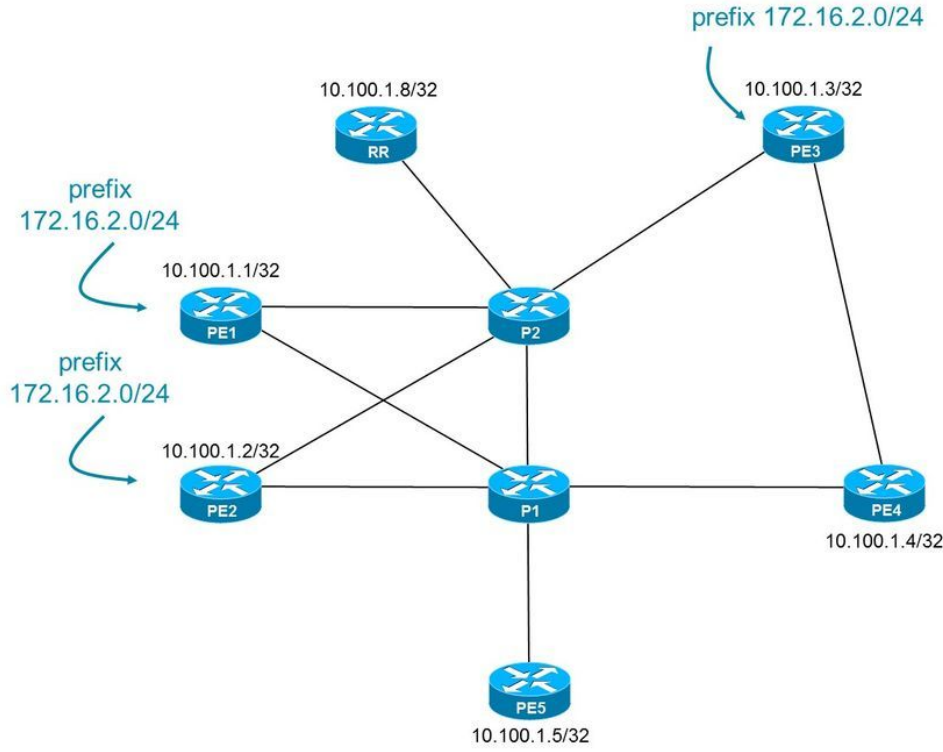 prefix 172.16.2.0/24
10.100.1.8/32
10.100.1.3/32
RR
PE3
prefix
172.16.2.0/24
10.100.1.1/32
PE1
P2
prefix
172.16.2.0/24
10.100.1.2/32
PE2
P1
PE4
10.100.1.4/32
PE5
10.100.1.5/32